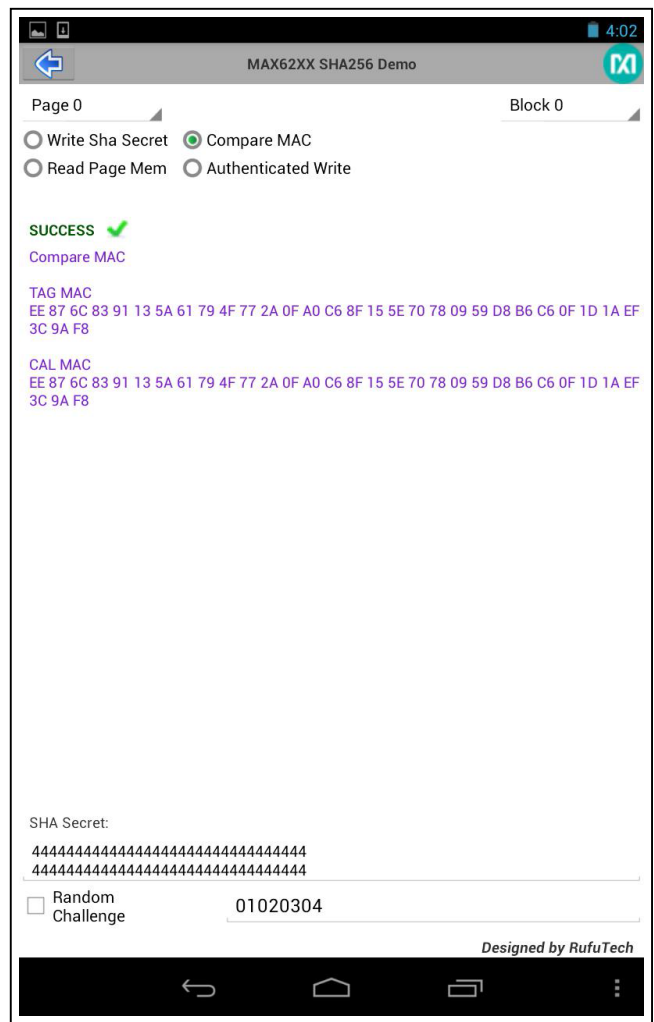 4:02
MAX62XX SHA256 Demo
Page 0 Block 0
Write Sha Secret Compare MAC
Read Page Mem Authenticated Write
SUCCESS
Compare MAC
TAG MAC
EE 87 6C 83 91 13 5A 61 79 4F 77 2A 0F A0 C6 8F 15 5E 70 78 09 59 D8 B6 C6 0F 1D 1A EF
3C 9A F8
CAL MAC
EE 87 6C 83 91 13 5A 61 79 4F 77 2A 0F A0 C6 8F 15 5E 70 78 09 59 D8 B6 C6 0F 1D 1A EF
3C 9A F8
SHA Secret:
44444444444444444444444444444444
44444444444444444444444444444444
Random
Challenge
01020304
Designed by RufuTech